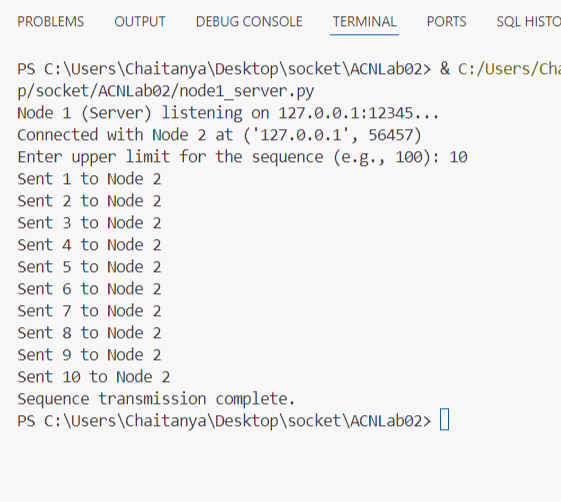 PROBLEMS OUTPUT DEBUG CONSOLE TERMINAL PORTS SQL HISTO
PS C:\Users\Chaitanya\Desktop\socket\ACNLab02> & C:/Users/Cha
p/socket/ACNLab02/node1_server.py
Node 1 (Server) listening on 127.0.0.1:12345...
Connected with Node 2 at ('127.0.0.1', 56457)
Enter upper limit for the sequence (e.g., 100): 10
Sent 1 to Node 2
Sent 2 to Node 2
Sent 3 to Node 2
Sent 4 to Node 2
Sent 5 to Node 2
Sent 6 to Node 2
Sent 7 to Node 2
Sent 8 to Node 2
Sent 9 to Node 2
Sent 10 to Node 2
Sequence transmission complete.
PS C:\Users\Chaitanya\Desktop\socket\ACNLab02>